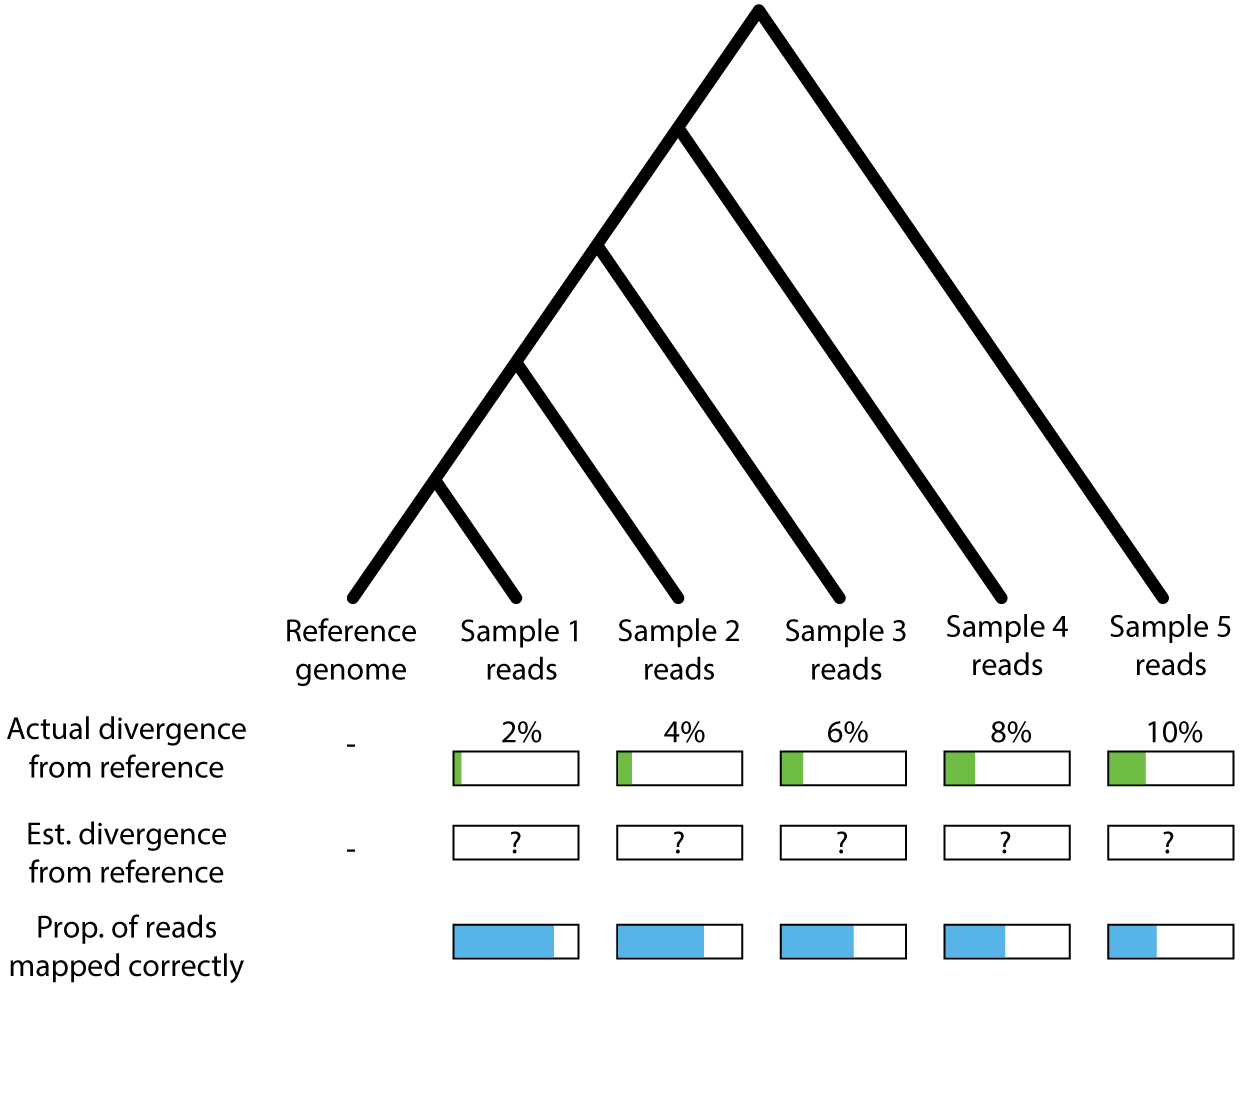 Reference
genome
Sample 1
reads
Sample 2
reads
Sample 3
reads
Sample 4
reads
Sample 5
reads
Actual divergence
from reference
-
2%
4%
6%
8%
10%
Est. divergence
from reference
-
?
?
?
?
?
Prop. of reads
mapped correctly